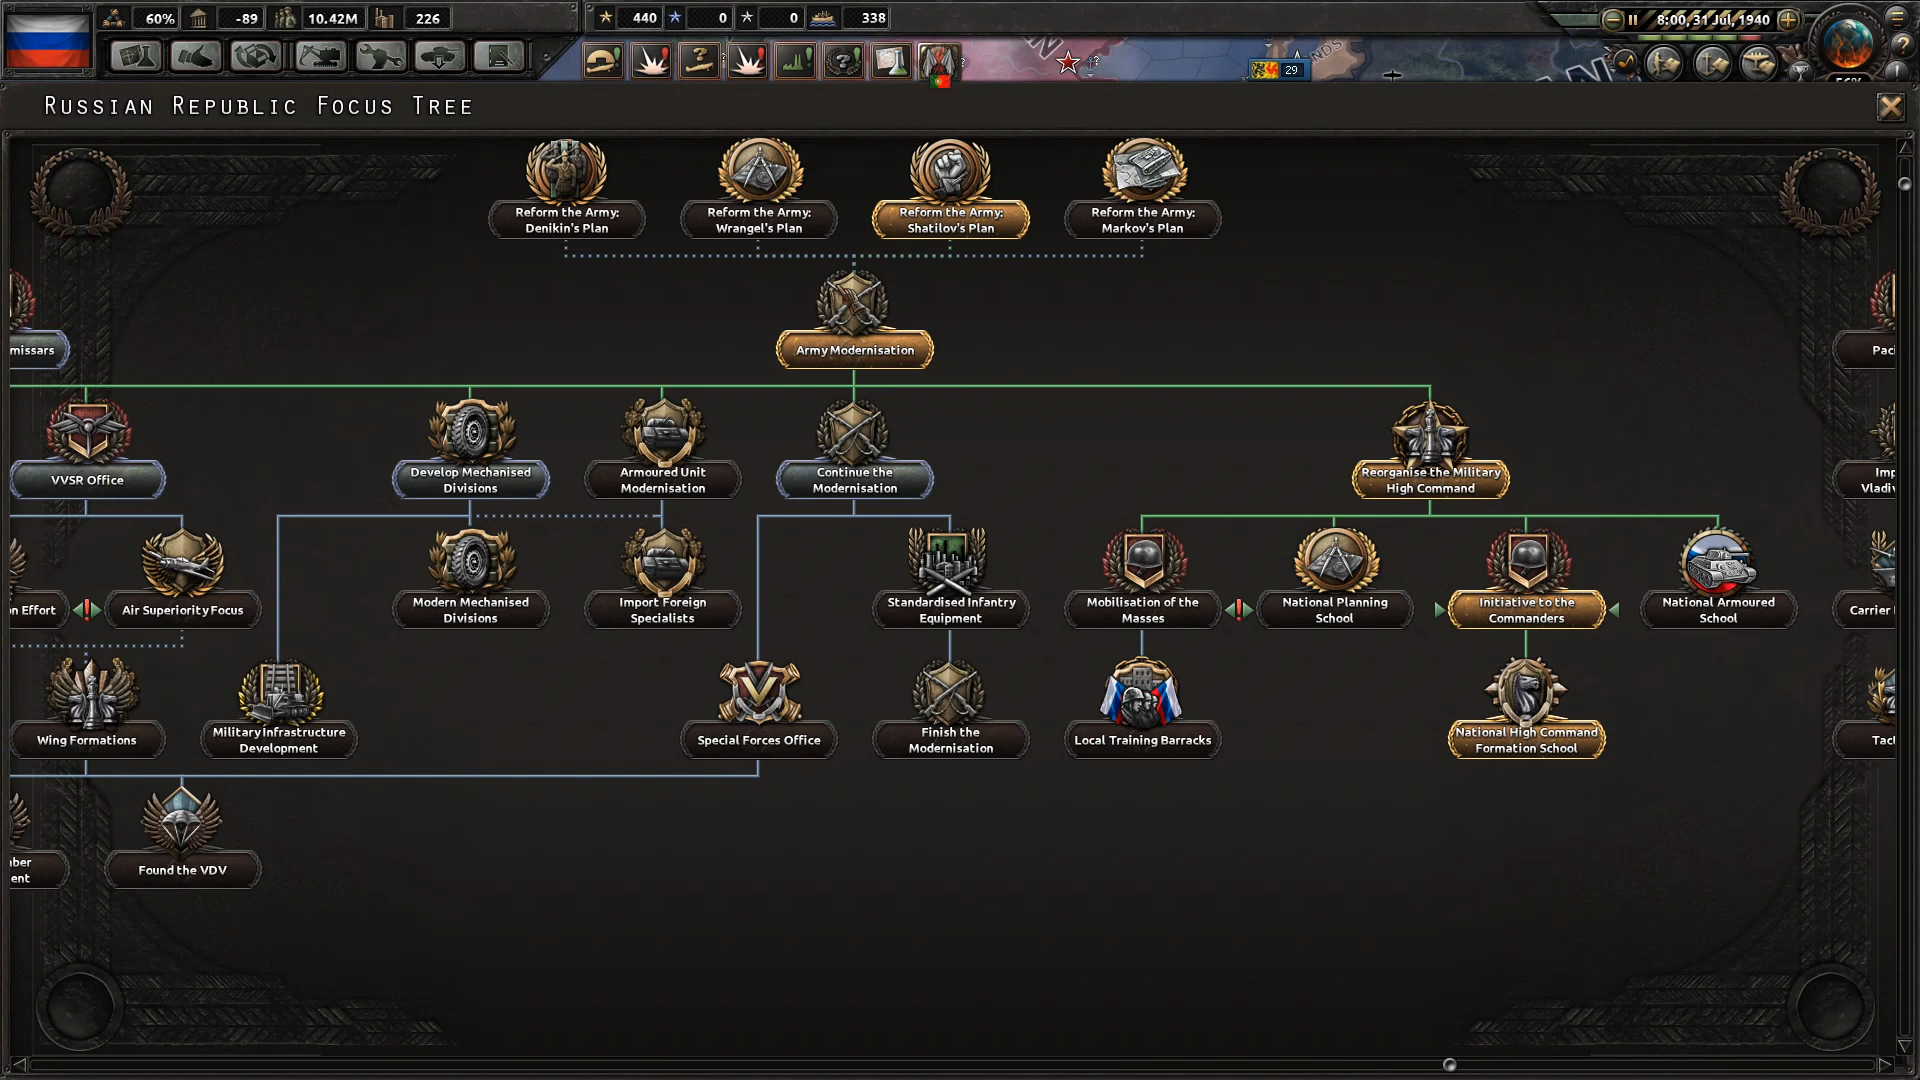 60%
-89
10.42M
226
440
0
0
338
8:00, 31 Jul, 1940
29
56%
Russian Republic Focus Tree
Reform the Army:
Denikin's Plan
Reform the Army:
Wrangel's Plan
Reform the Army:
Shatilov's Plan
Reform the Army:
Markov's Plan
missars
Army Modernisation
Paci
VVSR Office
Develop Mechanised
Divisions
Armoured Unit
Modernisation
Continue the
Modernisation
Reorganise the Military
High Command
Imp
Vladiv
n Effort
Air Superiority Focus
Modern Mechanised
Divisions
Import Foreign
Specialists
Standardised Infantry
Equipment
Mobilisation of the
Masses
National Planning
School
Initiative to the
Commanders
National Armoured
School
Carrier
Wing Formations
Military Infrastructure
Development
Special Forces Office
Finish the
Modernisation
Local Training Barracks
National High Command
Formation School
Tact
ber
ent
Found the VDV